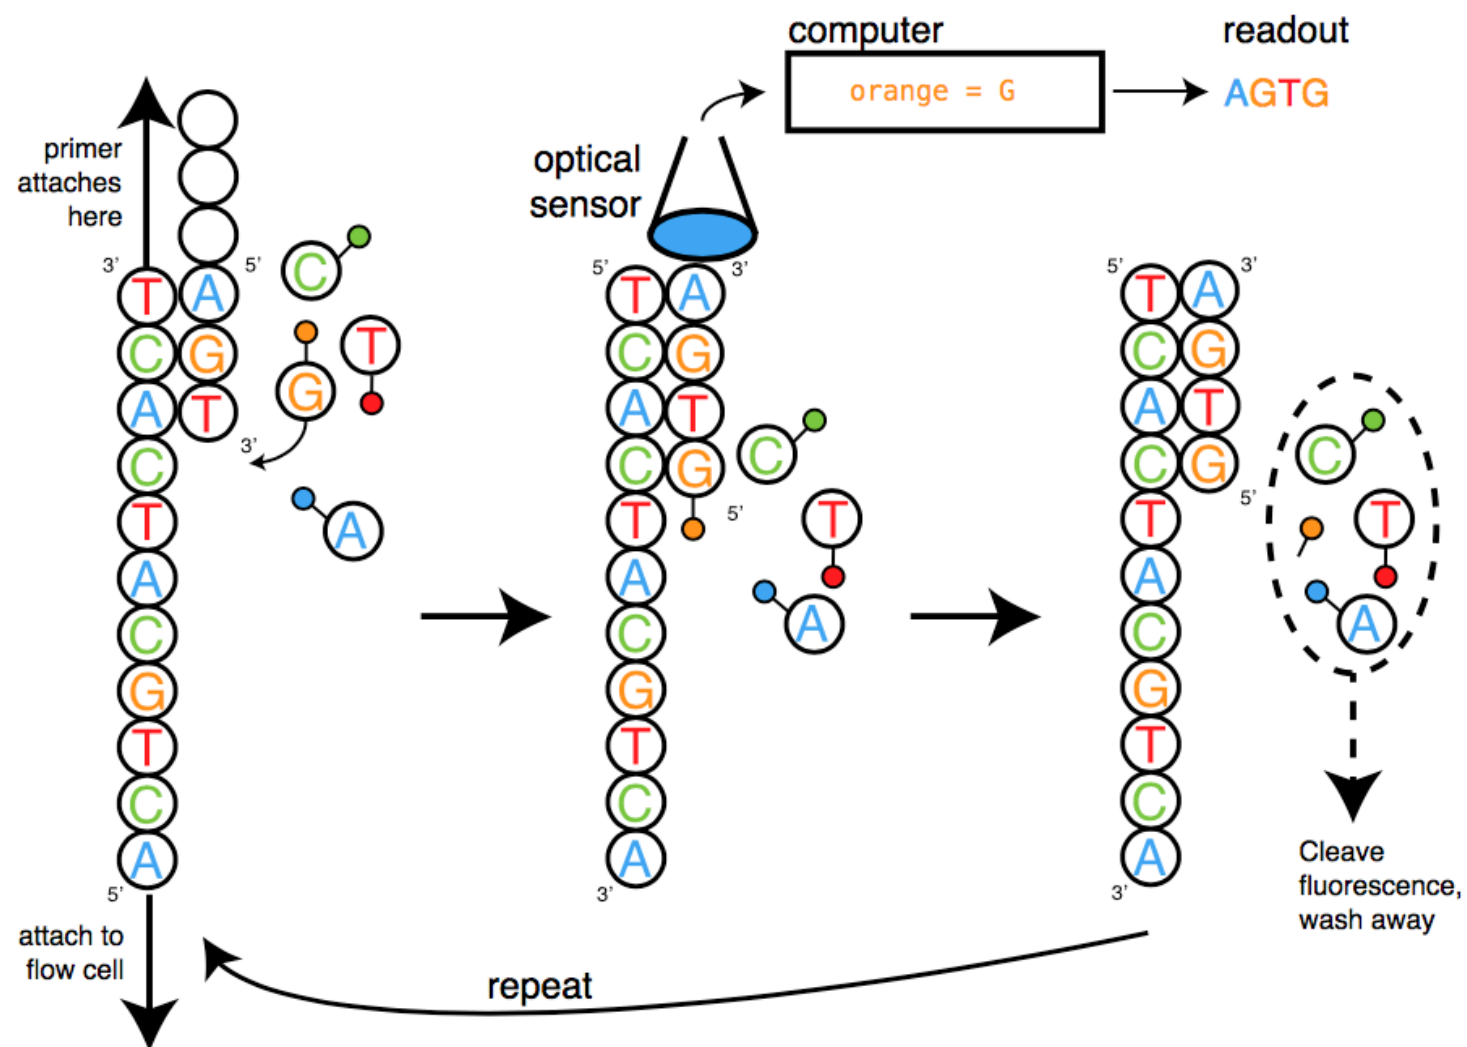 computer
readout
orange = G
AGTG
primer
attaches
here
optical
sensor
3’
5’
T A
C G
A T
3’
C
T
A
C
G
T
C
A
5’
C
T
G
A
attach to
flow cell
5’
3’
T A
C G
A T
C G
5’
T
A
C
G
T
C
A
3’
C
T
A
5’
3’
T A
C G
A T
C G
5’
T
A
C
G
T
C
A
3’
C
T
A
Cleave
fluorescence,
wash away
repeat